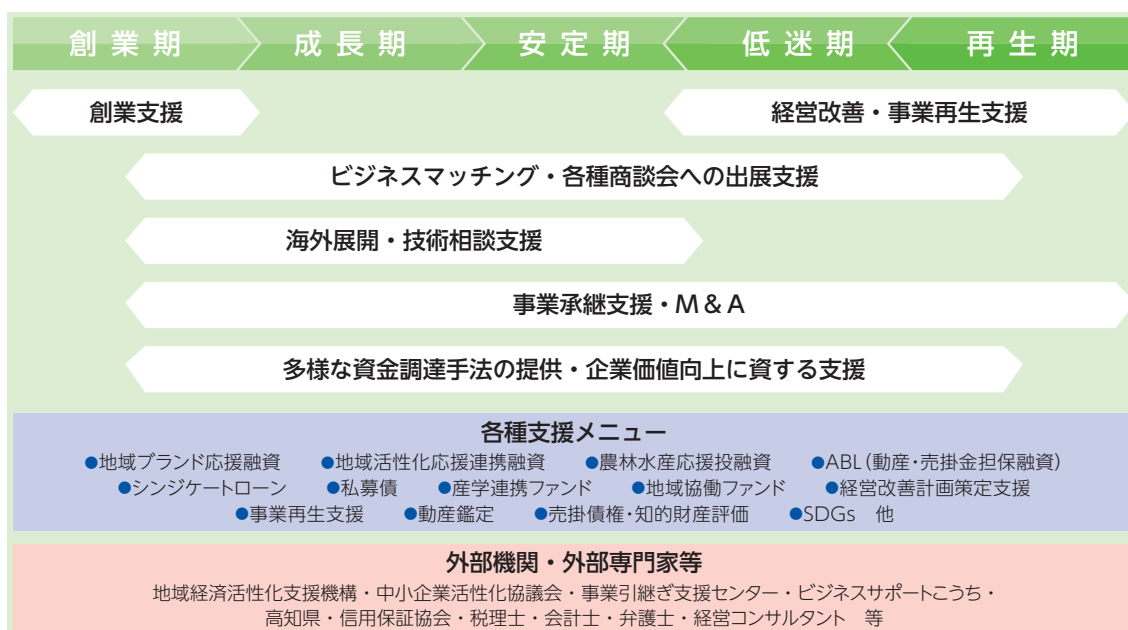 創業期 成長期 安定期 低迷期 再生期
創業支援 経営改善・事業再生支援
ビジネスマッチング・各種商談会への出展支援
海外展開・技術相談支援
事業承継支援・M&A
多様な資金調達手法の提供・企業価値向上に資する支援
各種支援メニュー
●地域ブランド応援融資 ●地域活性化応援連携融資 ●農林水産応援投融資 ●ABL(動産・売掛金担保融資)
●シンジケートローン ●私募債 ●産学連携ファンド ●地域協働ファンド ●経営改善計画策定支援
●事業再生支援 ●動産鑑定 ●売掛債権・知的財産評価 ●SDGs 他
外部機関・外部専門家等
地域経済活性化支援機構・中小企業活性化協議会・事業引継ぎ支援センター・ビジネスサポートこうち・
高知県・信用保証協会・税理士・会計士・弁護士・経営コンサルタント 等